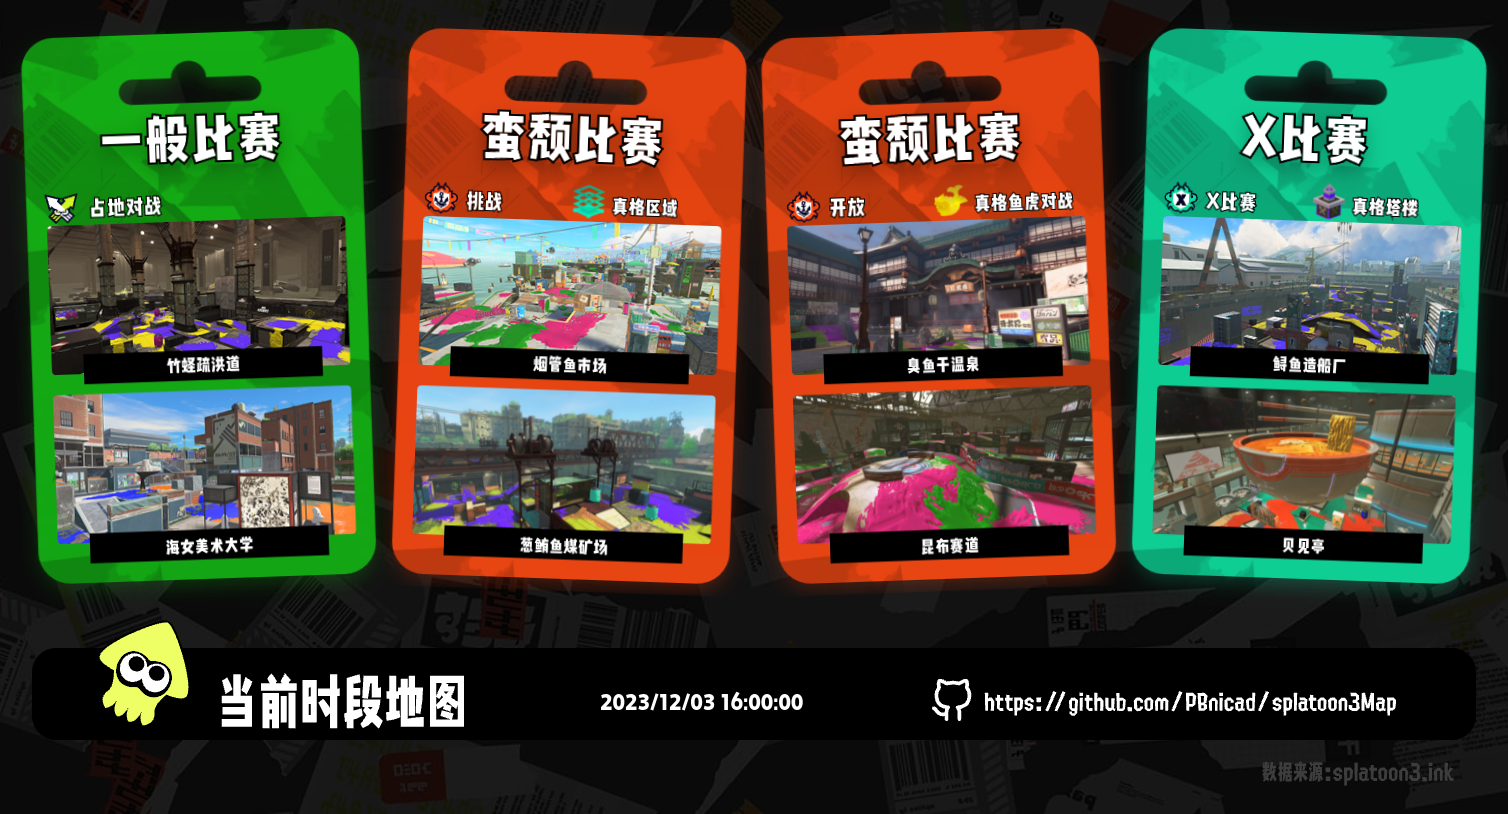 一般比赛
占地对战
竹蛏疏洪道
海女美术大学
蛮颓比赛
挑战
真格区域
烟管鱼市场
葱鲔鱼煤矿场
蛮颓比赛
开放
真格鱼虎对战
臭鱼干温泉
昆布赛道
X比赛
X比赛
真格塔楼
鲟鱼造船厂
贝见亭
当前时段地图
2023/12/03 16:00:00
https://github.com/PBnicad/splatoon3Map
数据来源:splatoon3.ink